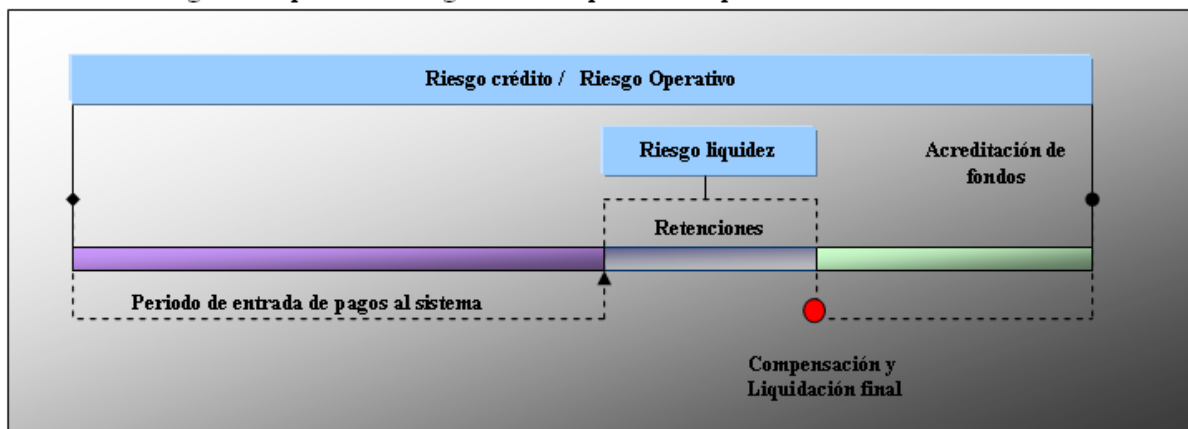 Riesgo crédito / Riesgo Operativo
Riesgo liquidez
Acreditación de
fondos
Retenciones
Periodo de entrada de pagos al sistema
Compensación y
Liquidación final